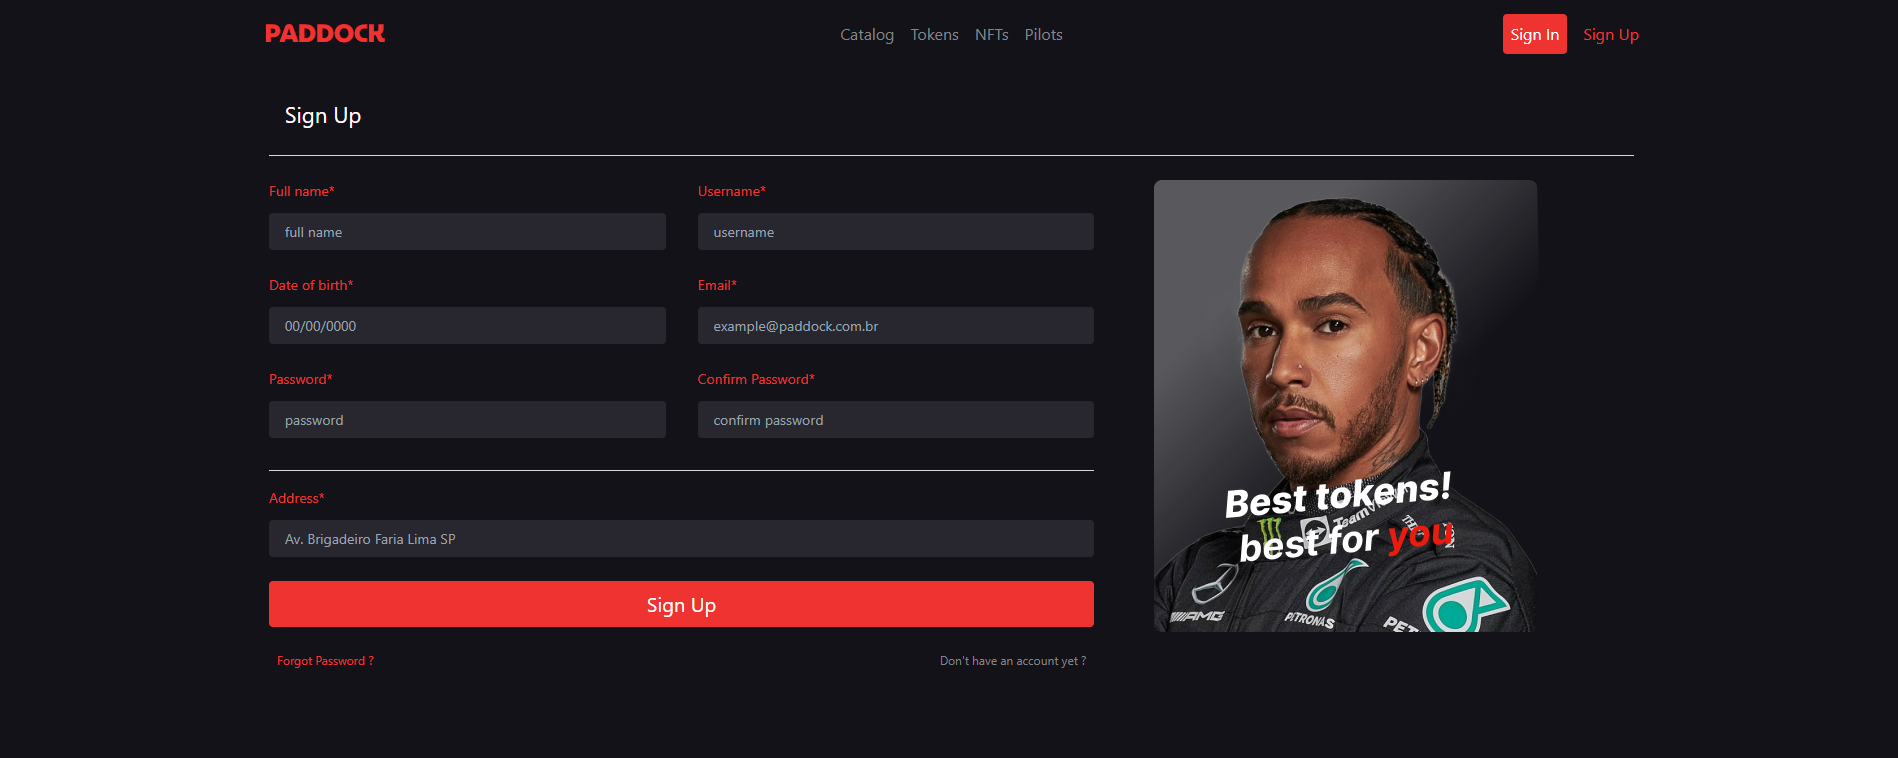 PADDOCK
Catalog Tokens NFTs Pilots
Sign In Sign Up
Sign Up
Full name*
full name
Username*
username
Date of birth*
00/00/0000
Email*
example@paddock.com.br
Password*
password
Confirm Password*
confirm password
Address*
Av. Brigadeiro Faria Lima SP
Sign Up
Forgot Password ?
Don't have an account yet ?
Best tokens!
best for you
AMG
PETRONAS
PET